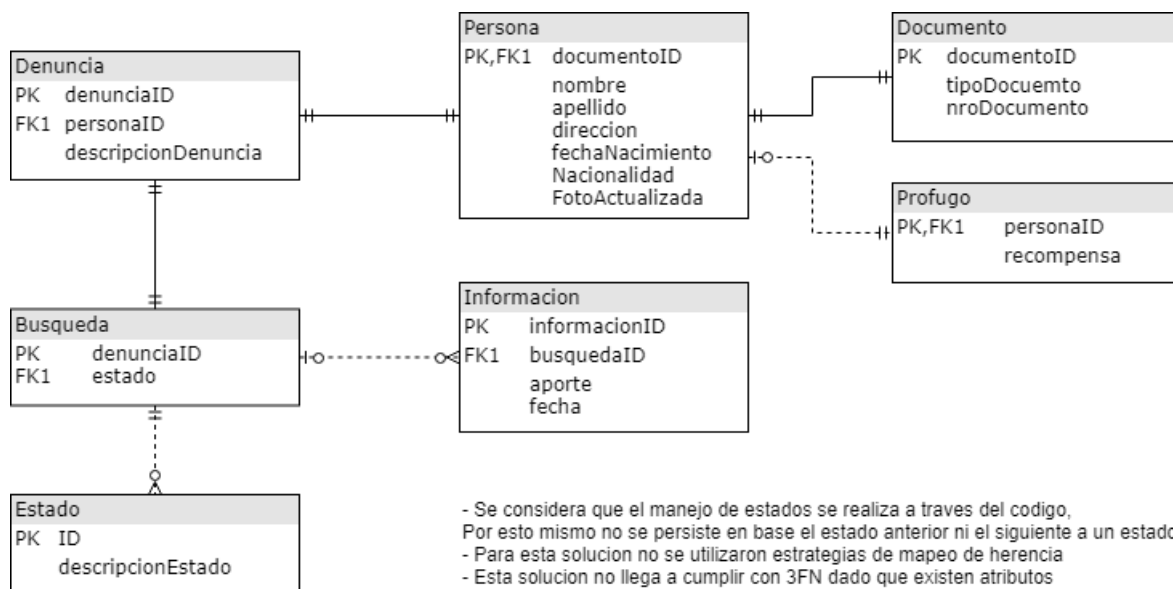 Denuncia
PK denunciaID
FK1 personaID
descripcionDenuncia
Persona
PK,FK1 documentoID
nombre
apellido
direccion
fechaNacimiento
Nacionalidad
FotoActualizada
Documento
PK documentoID
tipoDocuemto
nroDocumento
Profugo
PK,FK1 personaID
recompensa
Busqueda
PK denunciaID
FK1 estado
Informacion
PK informacionID
FK1 busquedaID
aporte
fecha
Estado
PK ID
descripcionEstado
- Se considera que el manejo de estados se realiza a traves del codigo,
Por esto mismo no se persiste en base el estado anterior ni el siguiente a un estado
- Para esta solucion no se utilizaron estrategias de mapeo de herencia
- Esta solucion no llega a cumplir con 3FN dado que existen atributos